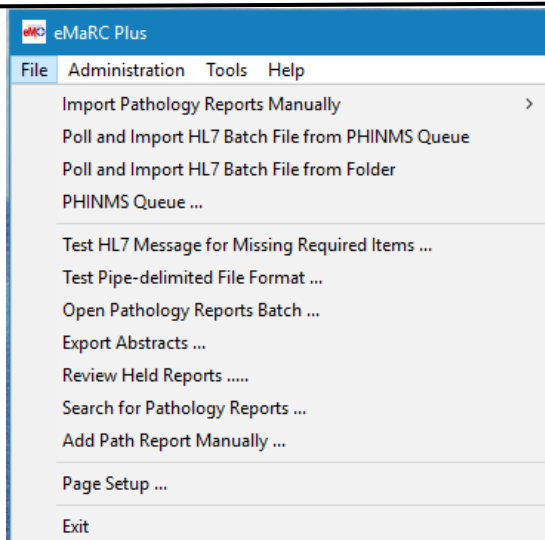 eMaRC Plus
File Administration Tools Help
Import Pathology Reports Manually
Poll and Import HL7 Batch File from PHINMS Queue
Poll and Import HL7 Batch File from Folder
PHINMS Queue ...
Test HL7 Message for Missing Required Items ...
Test Pipe-delimited File Format ...
Open Pathology Reports Batch ...
Export Abstracts ...
Review Held Reports .....
Search for Pathology Reports ...
Add Path Report Manually ...
Page Setup ...
Exit